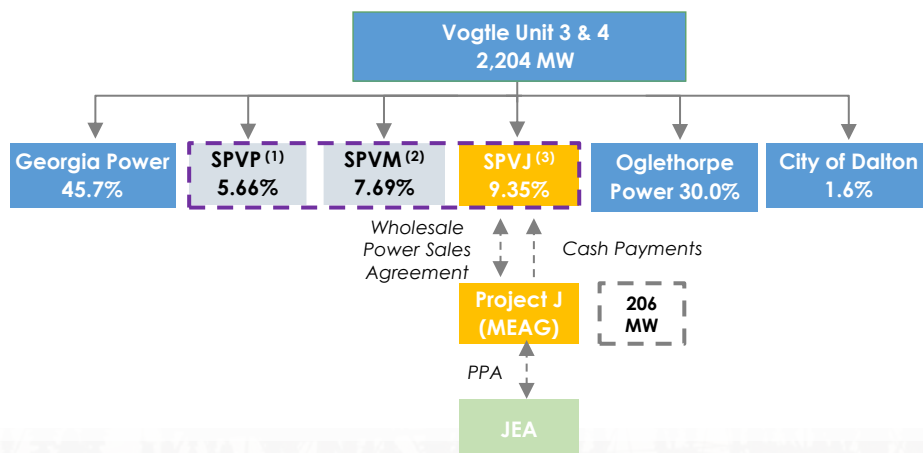 Vogtle Unit 3 & 4
2,204 MW
Georgia Power
45.7%
SPVP (1)
5.66%
SPVM (2)
7.69%
SPVJ (3)
9.35%
Oglethorpe
Power 30.0%
City of Dalton
1.6%
Wholesale
Power Sales
Agreement
Cash Payments
Project J
(MEAG)
206
MW
PPA
JEA